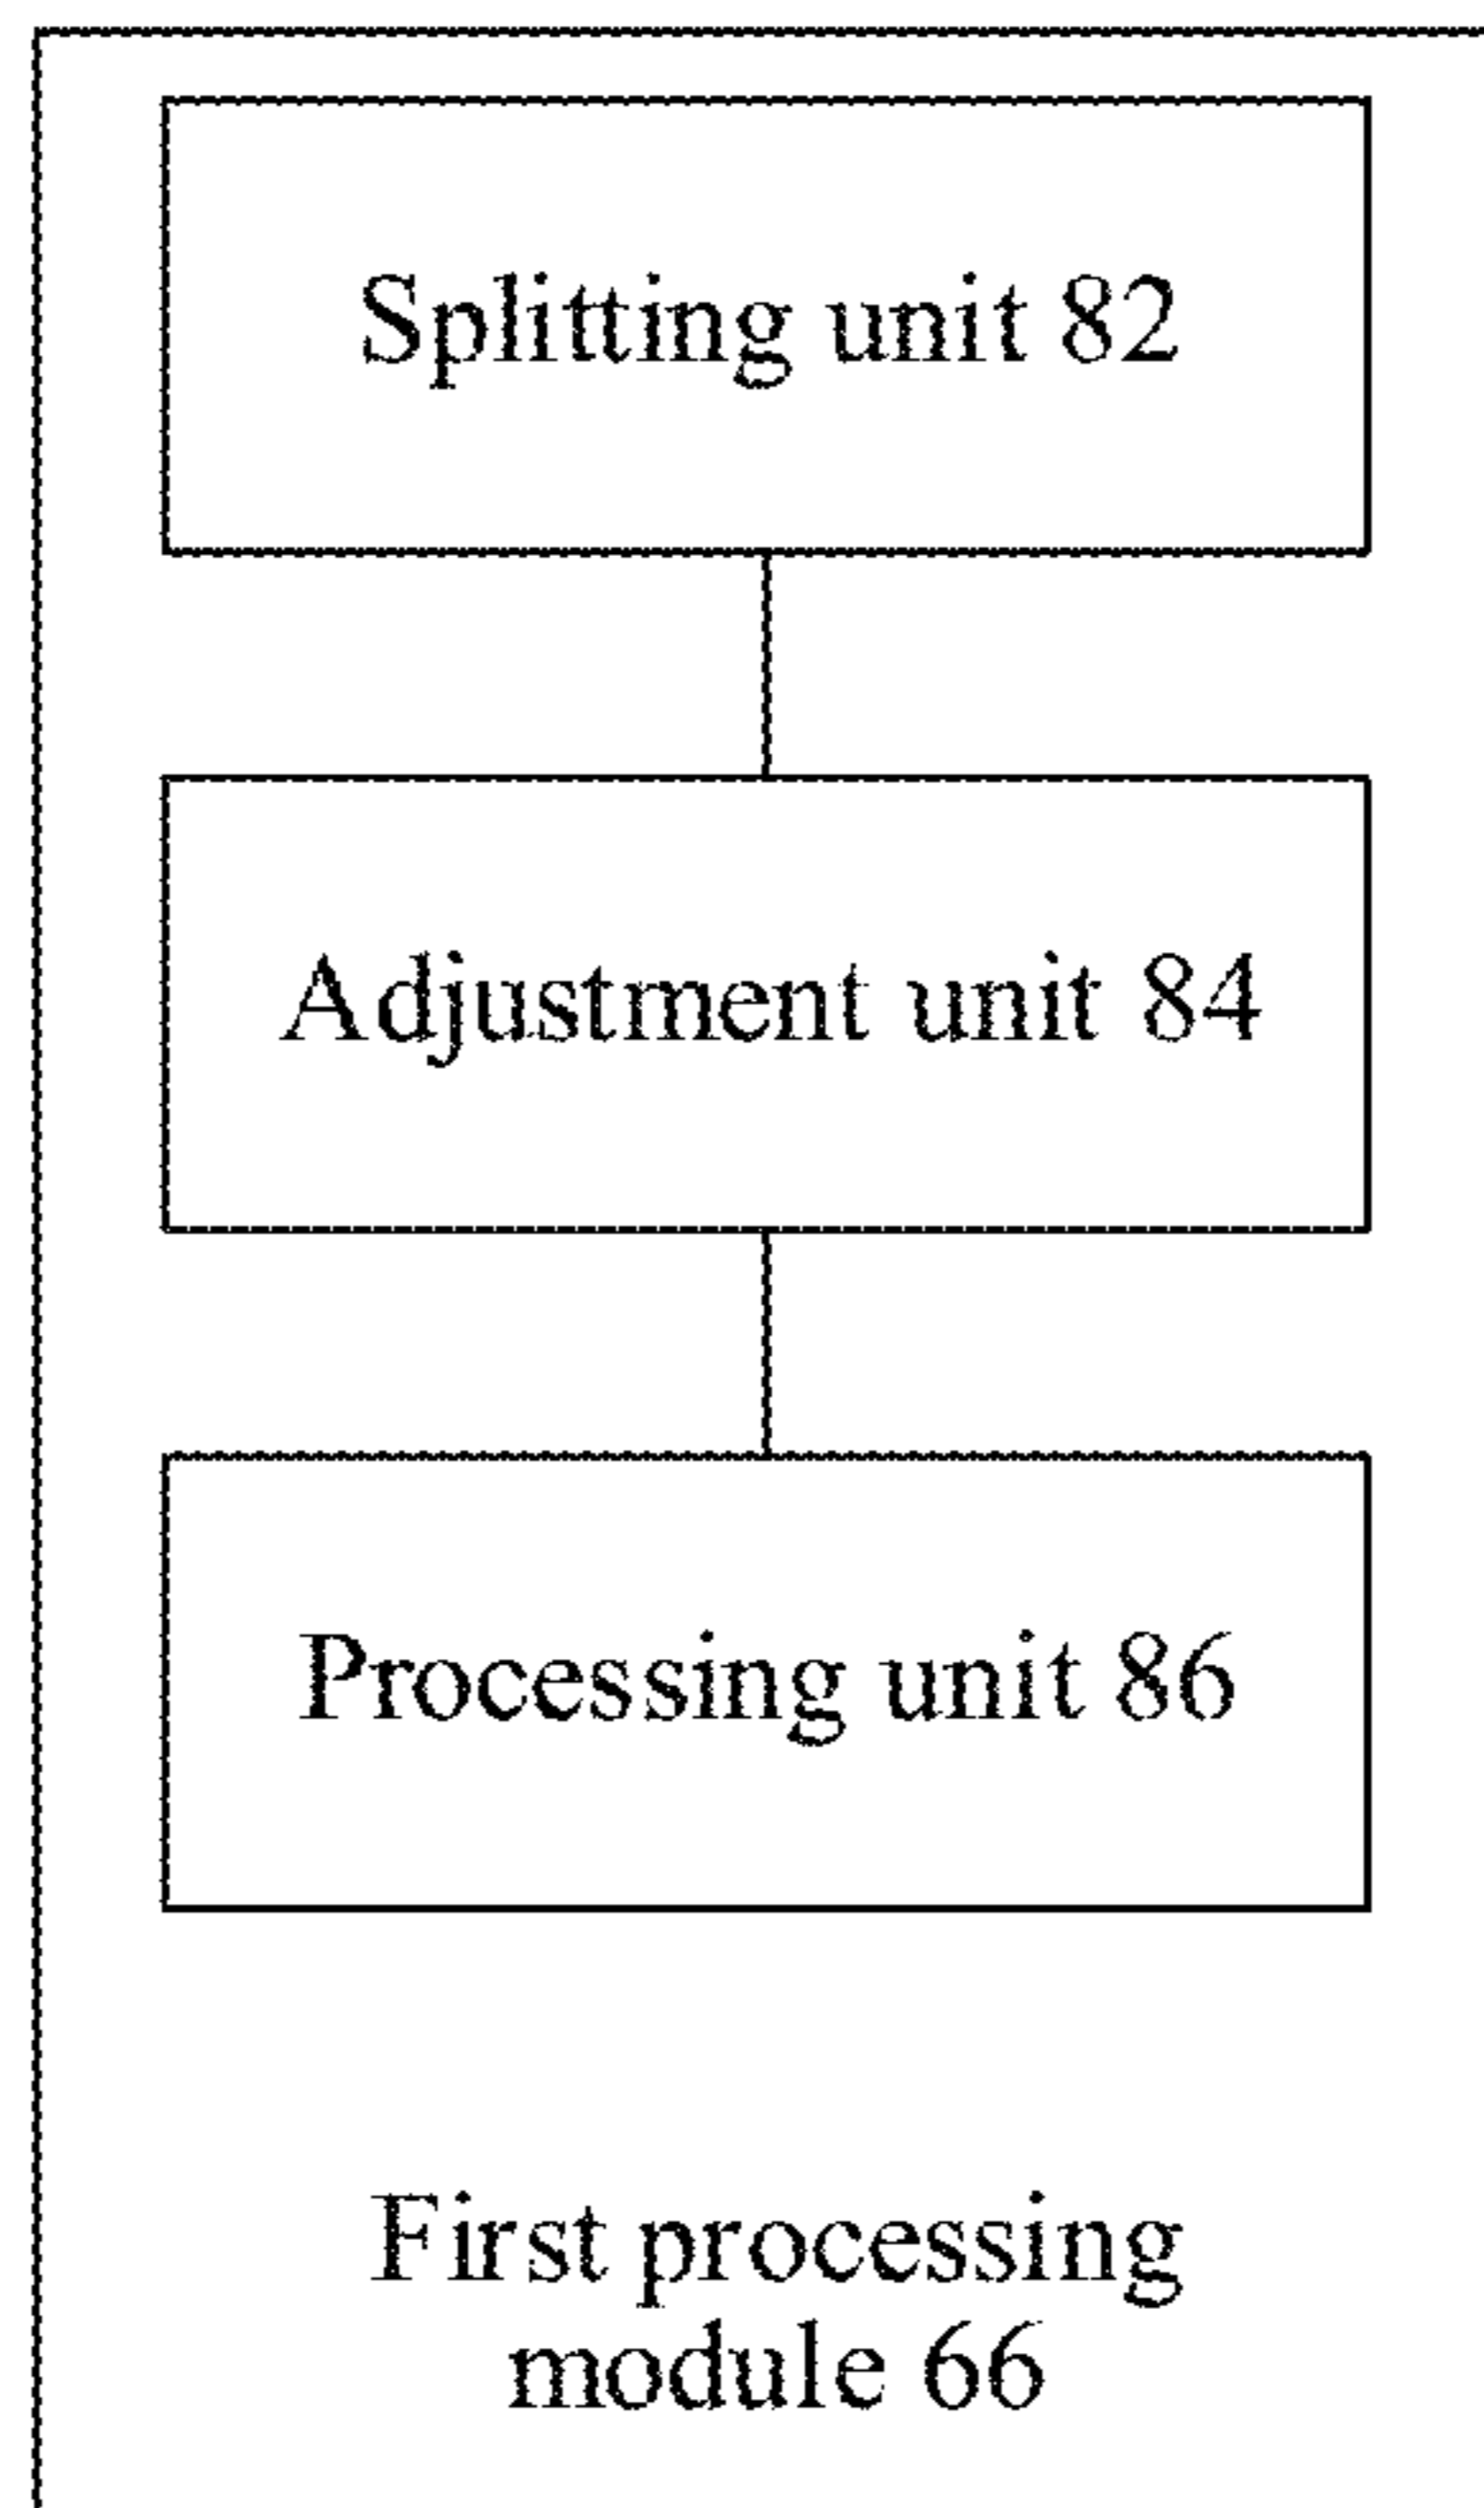 Splitting unit 82
Adjustment unit 84
Processing unit 86
First processing
module 66